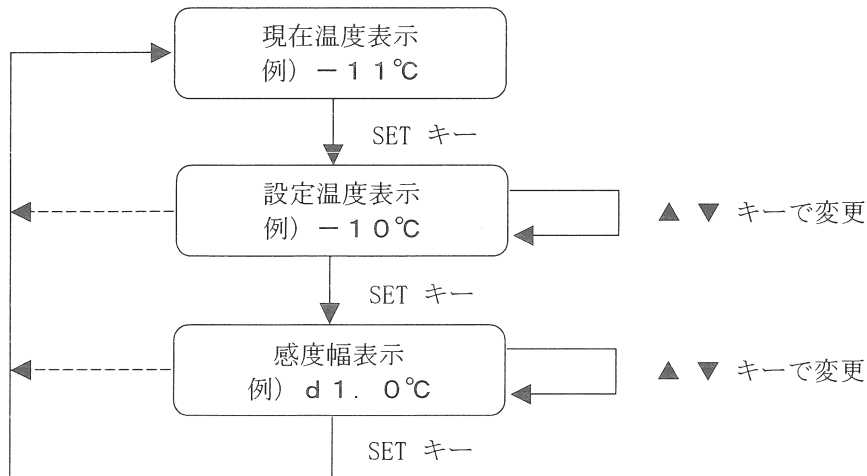 現在温度表示
例) －１１℃
SET キー
設定温度表示
例) －１０℃
▲ ▼ キーで変更
SET キー
感度幅表示
例) ｄ１．０℃
▲ ▼ キーで変更
SET キー